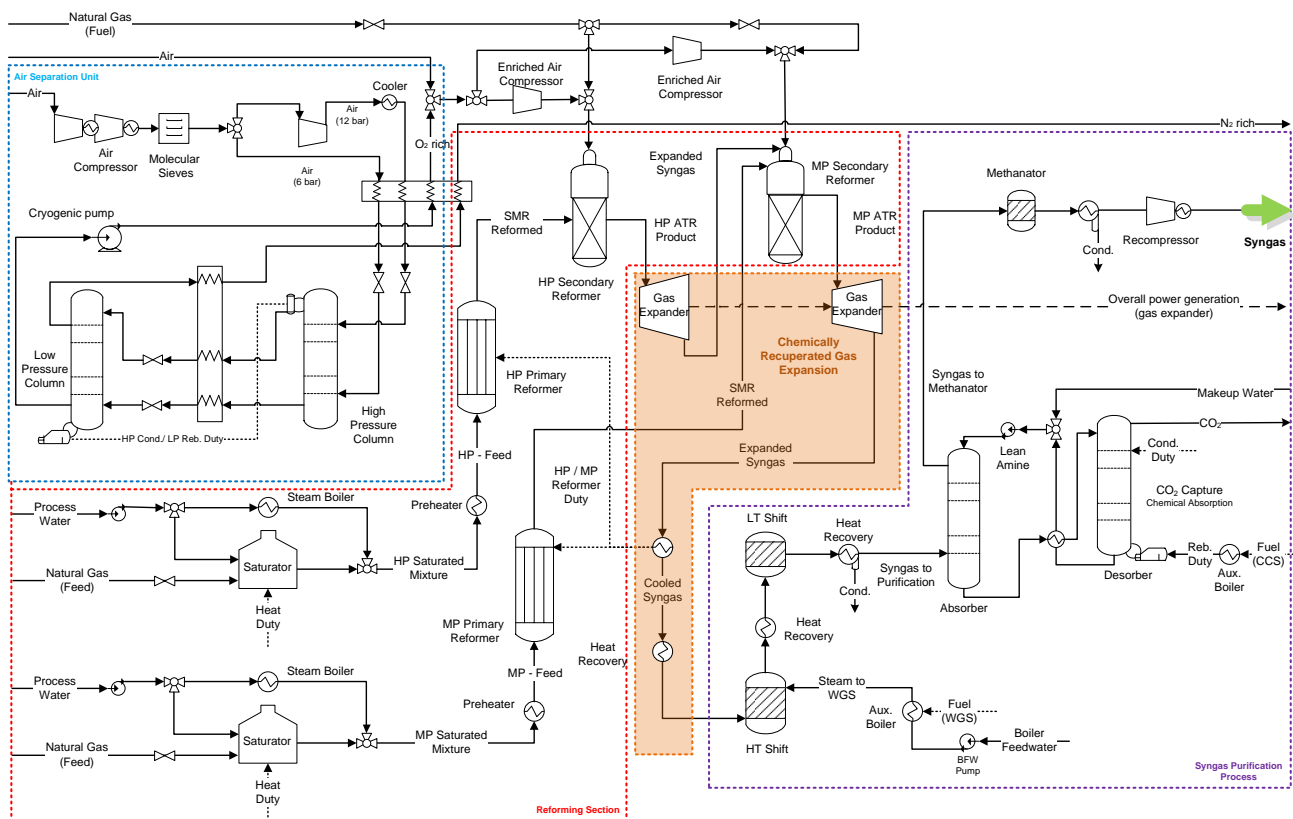 Natural Gas
(Fuel)
Air
Air Separation Unit
Air
Air
Compressor
Molecular
Sieves
Cooler
Air
(12 bar)
Air
(6 bar)
O2 rich
Enriched Air
Compressor
Enriched Air
Compressor
N2 rich
Cryogenic pump
Low
Pressure
Column
High
Pressure
Column
HP Cond./ LP Reb. Duty
SMR
Reformed
HP Secondary
Reformer
HP ATR
Product
Expanded
Syngas
MP Secondary
Reformer
MP ATR
Product
Gas
Expander
Gas
Expander
Chemically
Recuperated Gas
Expansion
Overall power generation
(gas expander)
Methanator
Cond.
Recompressor
Syngas
HP Primary
Reformer
HP - Feed
Preheater
SMR
Reformed
Expanded
Syngas
HP / MP
Reformer
Duty
Syngas to
Methanator
Makeup Water
Lean
Amine
CO2
Cond.
Duty
CO2 Capture
Chemical Absorption
Process
Water
Steam Boiler
Saturator
Natural Gas
(Feed)
Heat
Duty
HP Saturated
Mixture
MP Primary
Reformer
MP - Feed
Preheater
Cooled
Syngas
Heat
Recovery
LT Shift
Heat
Recovery
Cond.
Syngas to
Purification
Absorber
Desorber
Reb.
Duty
Aux.
Boiler
Fuel
(CCS)
Heat
Recovery
HT Shift
Steam to
WGS
Aux.
Boiler
Fuel
(WGS)
BFW
Pump
Boiler
Feedwater
Process
Water
Steam Boiler
Saturator
Natural Gas
(Feed)
Heat
Duty
MP Saturated
Mixture
Reforming Section
Syngas Purification
Process